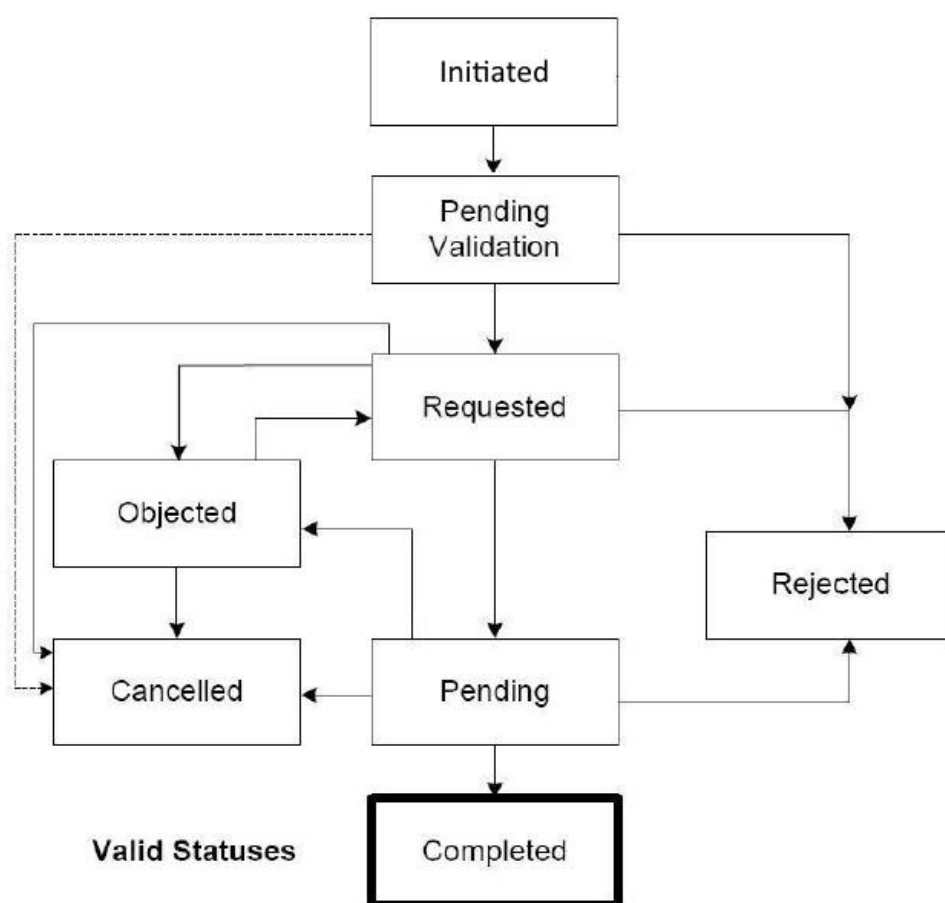 Initiated
Pending
Validation
Requested
Objected
Rejected
Cancelled
Pending
Valid Statuses
Completed